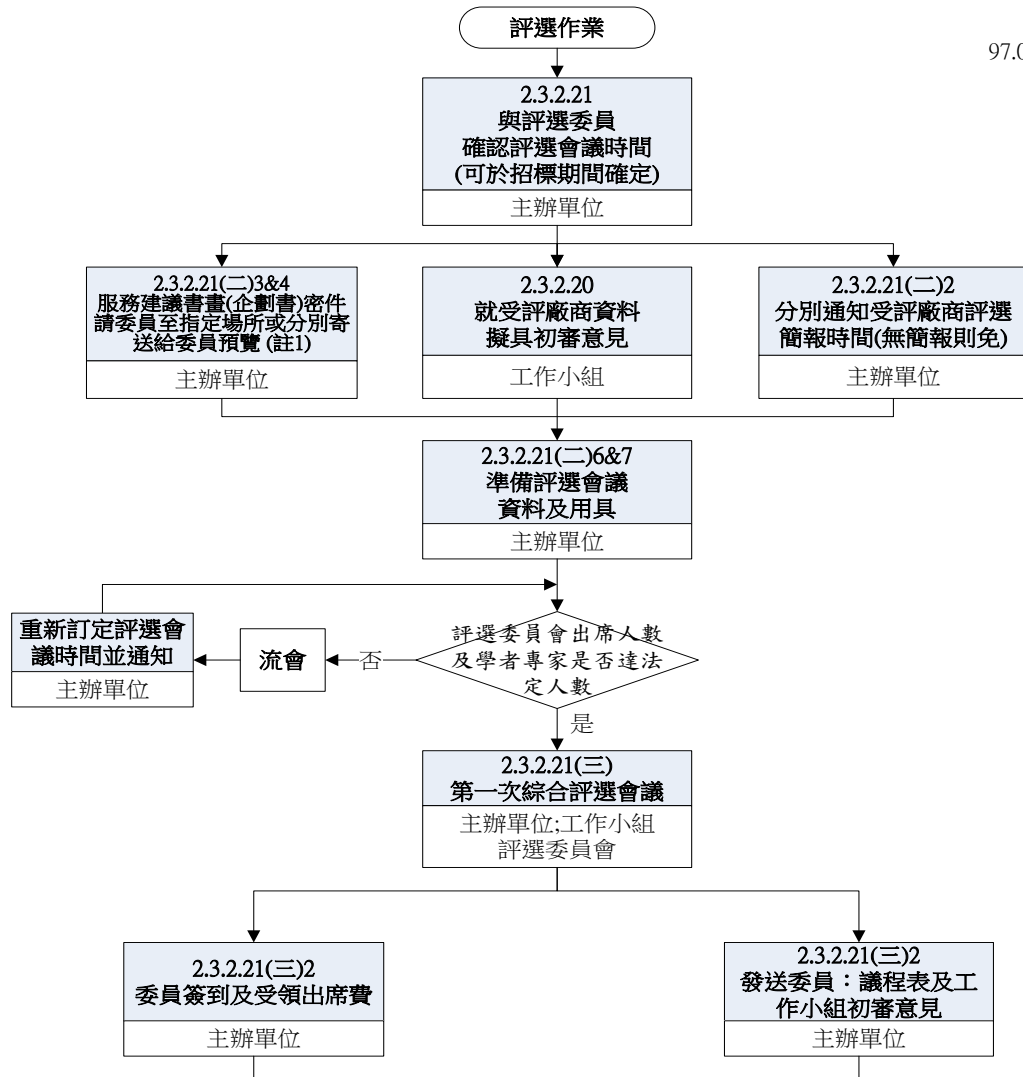 評選作業
97.0
2.3.2.21
與評選委員
確認評選會議時間
(可於招標期間確定)
主辦單位
2.3.2.21(二)3&4
服務建議書畫(企劃書)密件
請委員至指定場所或分別寄
送給委員預覽 (註1)
主辦單位
2.3.2.20
就受評廠商資料
擬具初審意見
工作小組
2.3.2.21(二)2
分別通知受評廠商評選
簡報時間(無簡報則免)
主辦單位
2.3.2.21(二)6&7
準備評選會議
資料及用具
主辦單位
重新訂定評選會
議時間並通知
主辦單位
流會
否
評選委員會出席人數
及學者專家是否達法
定人數
是
2.3.2.21(三)
第一次綜合評選會議
主辦單位;工作小組
評選委員會
2.3.2.21(三)2
委員簽到及受領出席費
主辦單位
2.3.2.21(三)2
發送委員：議程表及工
作小組初審意見
主辦單位